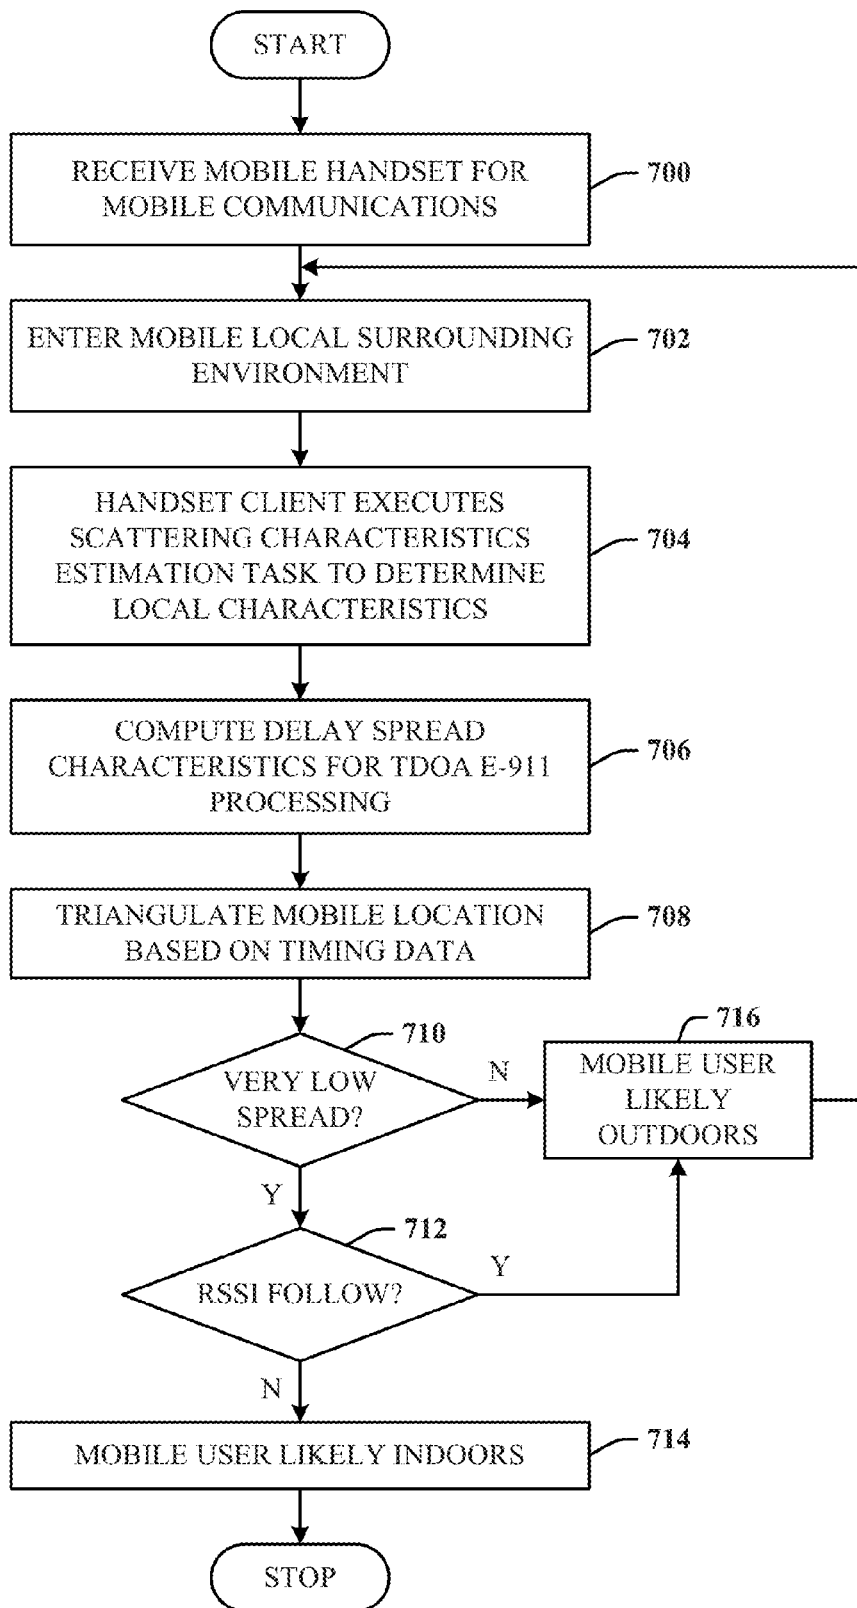 START
RECEIVE MOBILE HANDSET FOR
MOBILE COMMUNICATIONS
700
ENTER MOBILE LOCAL SURROUNDING
ENVIRONMENT
702
HANDSET CLIENT EXECUTES
SCATTERING CHARACTERISTICS
ESTIMATION TASK TO DETERMINE
LOCAL CHARACTERISTICS
704
COMPUTE DELAY SPREAD
CHARACTERISTICS FOR TDOA E-911
PROCESSING
706
TRIANGULATE MOBILE LOCATION
BASED ON TIMING DATA
708
VERY LOW
SPREAD?
710
N
MOBILE USER
LIKELY
OUTDOORS
716
Y
RSSI FOLLOW?
712
Y
N
MOBILE USER LIKELY INDOORS
714
STOP